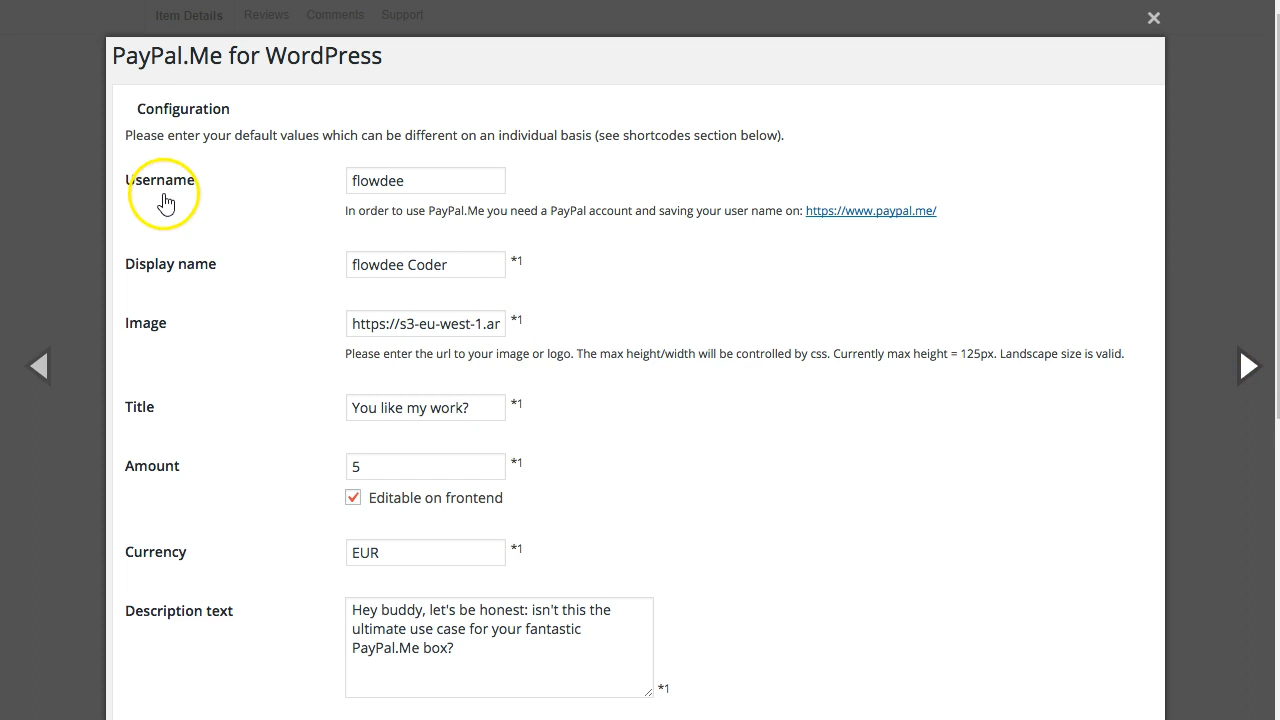 Item Details Reviews Comments Support
PayPal.Me for WordPress
Configuration
Please enter your default values which can be different on an individual basis (see shortcodes section below).
Username flowdee
In order to use PayPal.Me you need a PayPal account and saving your user name on: https://www.paypal.me/
Display name flowdee Coder *1
Image https://s3-eu-west-1.ar *1
Please enter the url to your image or logo. The max height/width will be controlled by css. Currently max height = 125px. Landscape size is valid.
Title You like my work? *1
Amount 5 *1
Editable on frontend
Currency EUR *1
Description text Hey buddy, let's be honest: isn't this the
ultimate use case for your fantastic
PayPal.Me box?
*1